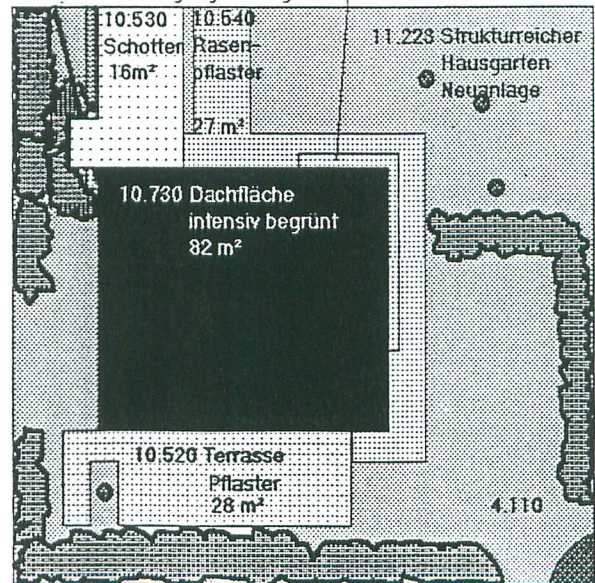 10.530
Schotter
16m²
10.540
Rasen-
pflaster
27 m²
11.223 Strukturreicher
Hausgarten
Neuanlage
10.730 Dachfläche
intensiv begrünt
82 m²
10.520 Terrasse
Pflaster
28 m²
4.110